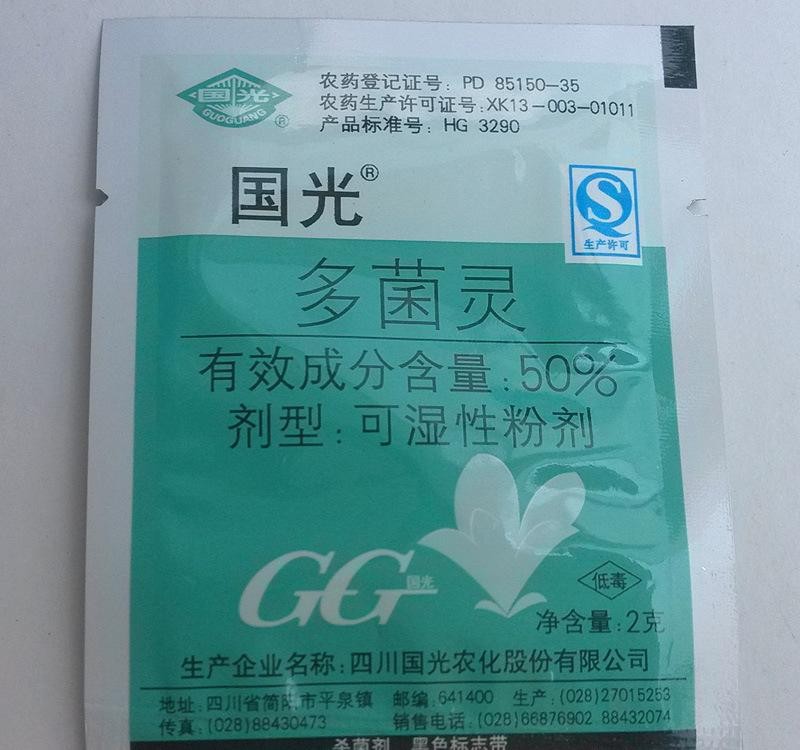 农药登记证号: PD 85150-35
农药生产许可证号:XK13-003-01011
产品标准号: HG 3290
国光
GUOGUANG®
国光®
QS
生产许可
多菌灵
有效成分含量:50%
剂型:可湿性粉剂
GG国光
低毒
净含量:2克
生产企业名称:四川国光农化股份有限公司
地址:四川省简阳市平泉镇 邮编:641400 生产:(028)27015253
传真:(028)88430473 销售电话:(028)66876902 88432074
杀菌剂 黑色标志带